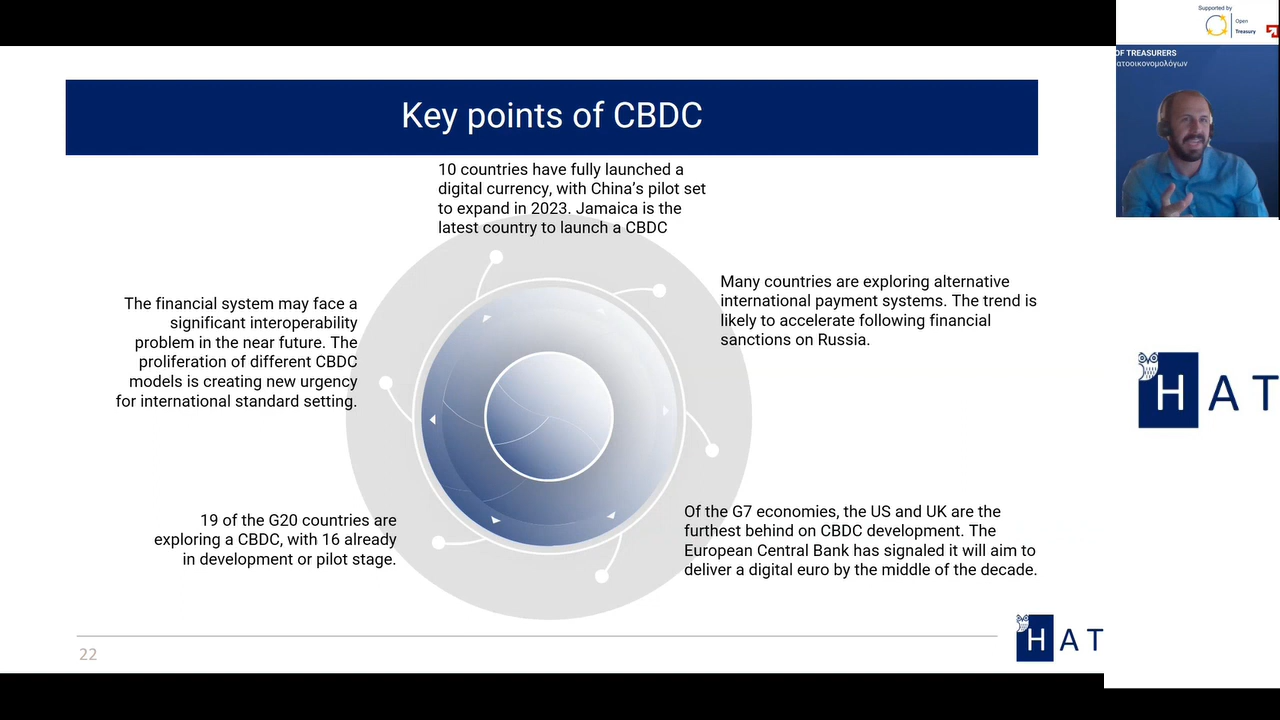 Supported by
Open
Treasury
OF TREASURERS
ατοοικονομολόγων
Key points of CBDC
10 countries have fully launched a
digital currency, with China’s pilot set
to expand in 2023. Jamaica is the
latest country to launch a CBDC
Many countries are exploring alternative
international payment systems. The trend is
likely to accelerate following financial
sanctions on Russia.
The financial system may face a
significant interoperability
problem in the near future. The
proliferation of different CBDC
models is creating new urgency
for international standard setting.
HAT
19 of the G20 countries are
exploring a CBDC, with 16 already
in development or pilot stage.
Of the G7 economies, the US and UK are the
furthest behind on CBDC development. The
European Central Bank has signaled it will aim to
deliver a digital euro by the middle of the decade.
HAT
22